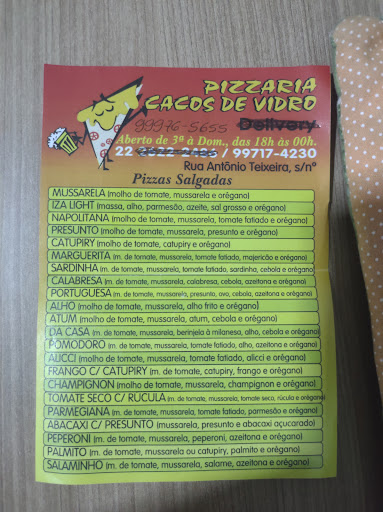 PIZZARIA
CACOS DE VIDRO
99976-5655 Delivery
Aberto de 3ª à Dom., das 18h às 00h.
22 99717-4230
Rua Antônio Teixeira, s/nº
Pizzas Salgadas
MUSSARELA (molho de tomate, mussarela e orégano)
IZA LIGHT (massa, alho, parmesão, azeite, sal grosso e orégano)
NAPOLITANA (molho de tomate, mussarela, tomate fatiado e orégano)
PRESUNTO (molho de tomate, mussarela, presunto e orégano)
CATUPIRY (molho de tomate, catupiry e orégano)
MARGUERITA (m. de tomate, mussarela, tomate fatiado, majericão e orégano)
SARDINHA (m. de tomate, mussarela, tomate fatiado, sardinha, cebola e orégano)
CALABRESA (m. de tomate, mussarela, calabresa, cebola, azeitona e orégano)
PORTUGUESA (m. de tomate, mussarela, presunto, ovo, cebola, azeitona e orégano)
ALHO (molho de tomate, mussarela, alho frito e orégano)
ATUM (molho de tomate, mussarela, atum, cebola e orégano)
DA CASA (m. de tomate, mussarela, berinjela à milanesa, alho, cebola e orégano)
POMODORO (m. de tomate, mussarela, tomate fatiado, alho, azeitona e orégano)
ALICCI (molho de tomate, mussarela, tomate fatiado, alicci e orégano)
FRANGO C/ CATUPIRY (m. de tomate, catupiry, frango e orégano)
CHAMPIGNON (molho de tomate, mussarela, champignon e orégano)
TOMATE SECO C/ RUCULA (m. de tomate, mussarela, tomate seco, rúcula e orégano)
PARMEGIANA (m. de tomate, mussarela, tomate fatiado, parmesão e orégano)
ABACAXI C/ PRESUNTO (mussarela, presunto e abacaxi açucarado)
PEPERONI (m. de tomate, mussarela, peperoni, azeitona e orégano)
PALMITO (m. de tomate, mussarela ou catupiry, palmito e orégano)
SALAMINHO (m. de tomate, mussarela, salame, azeitona e orégano)